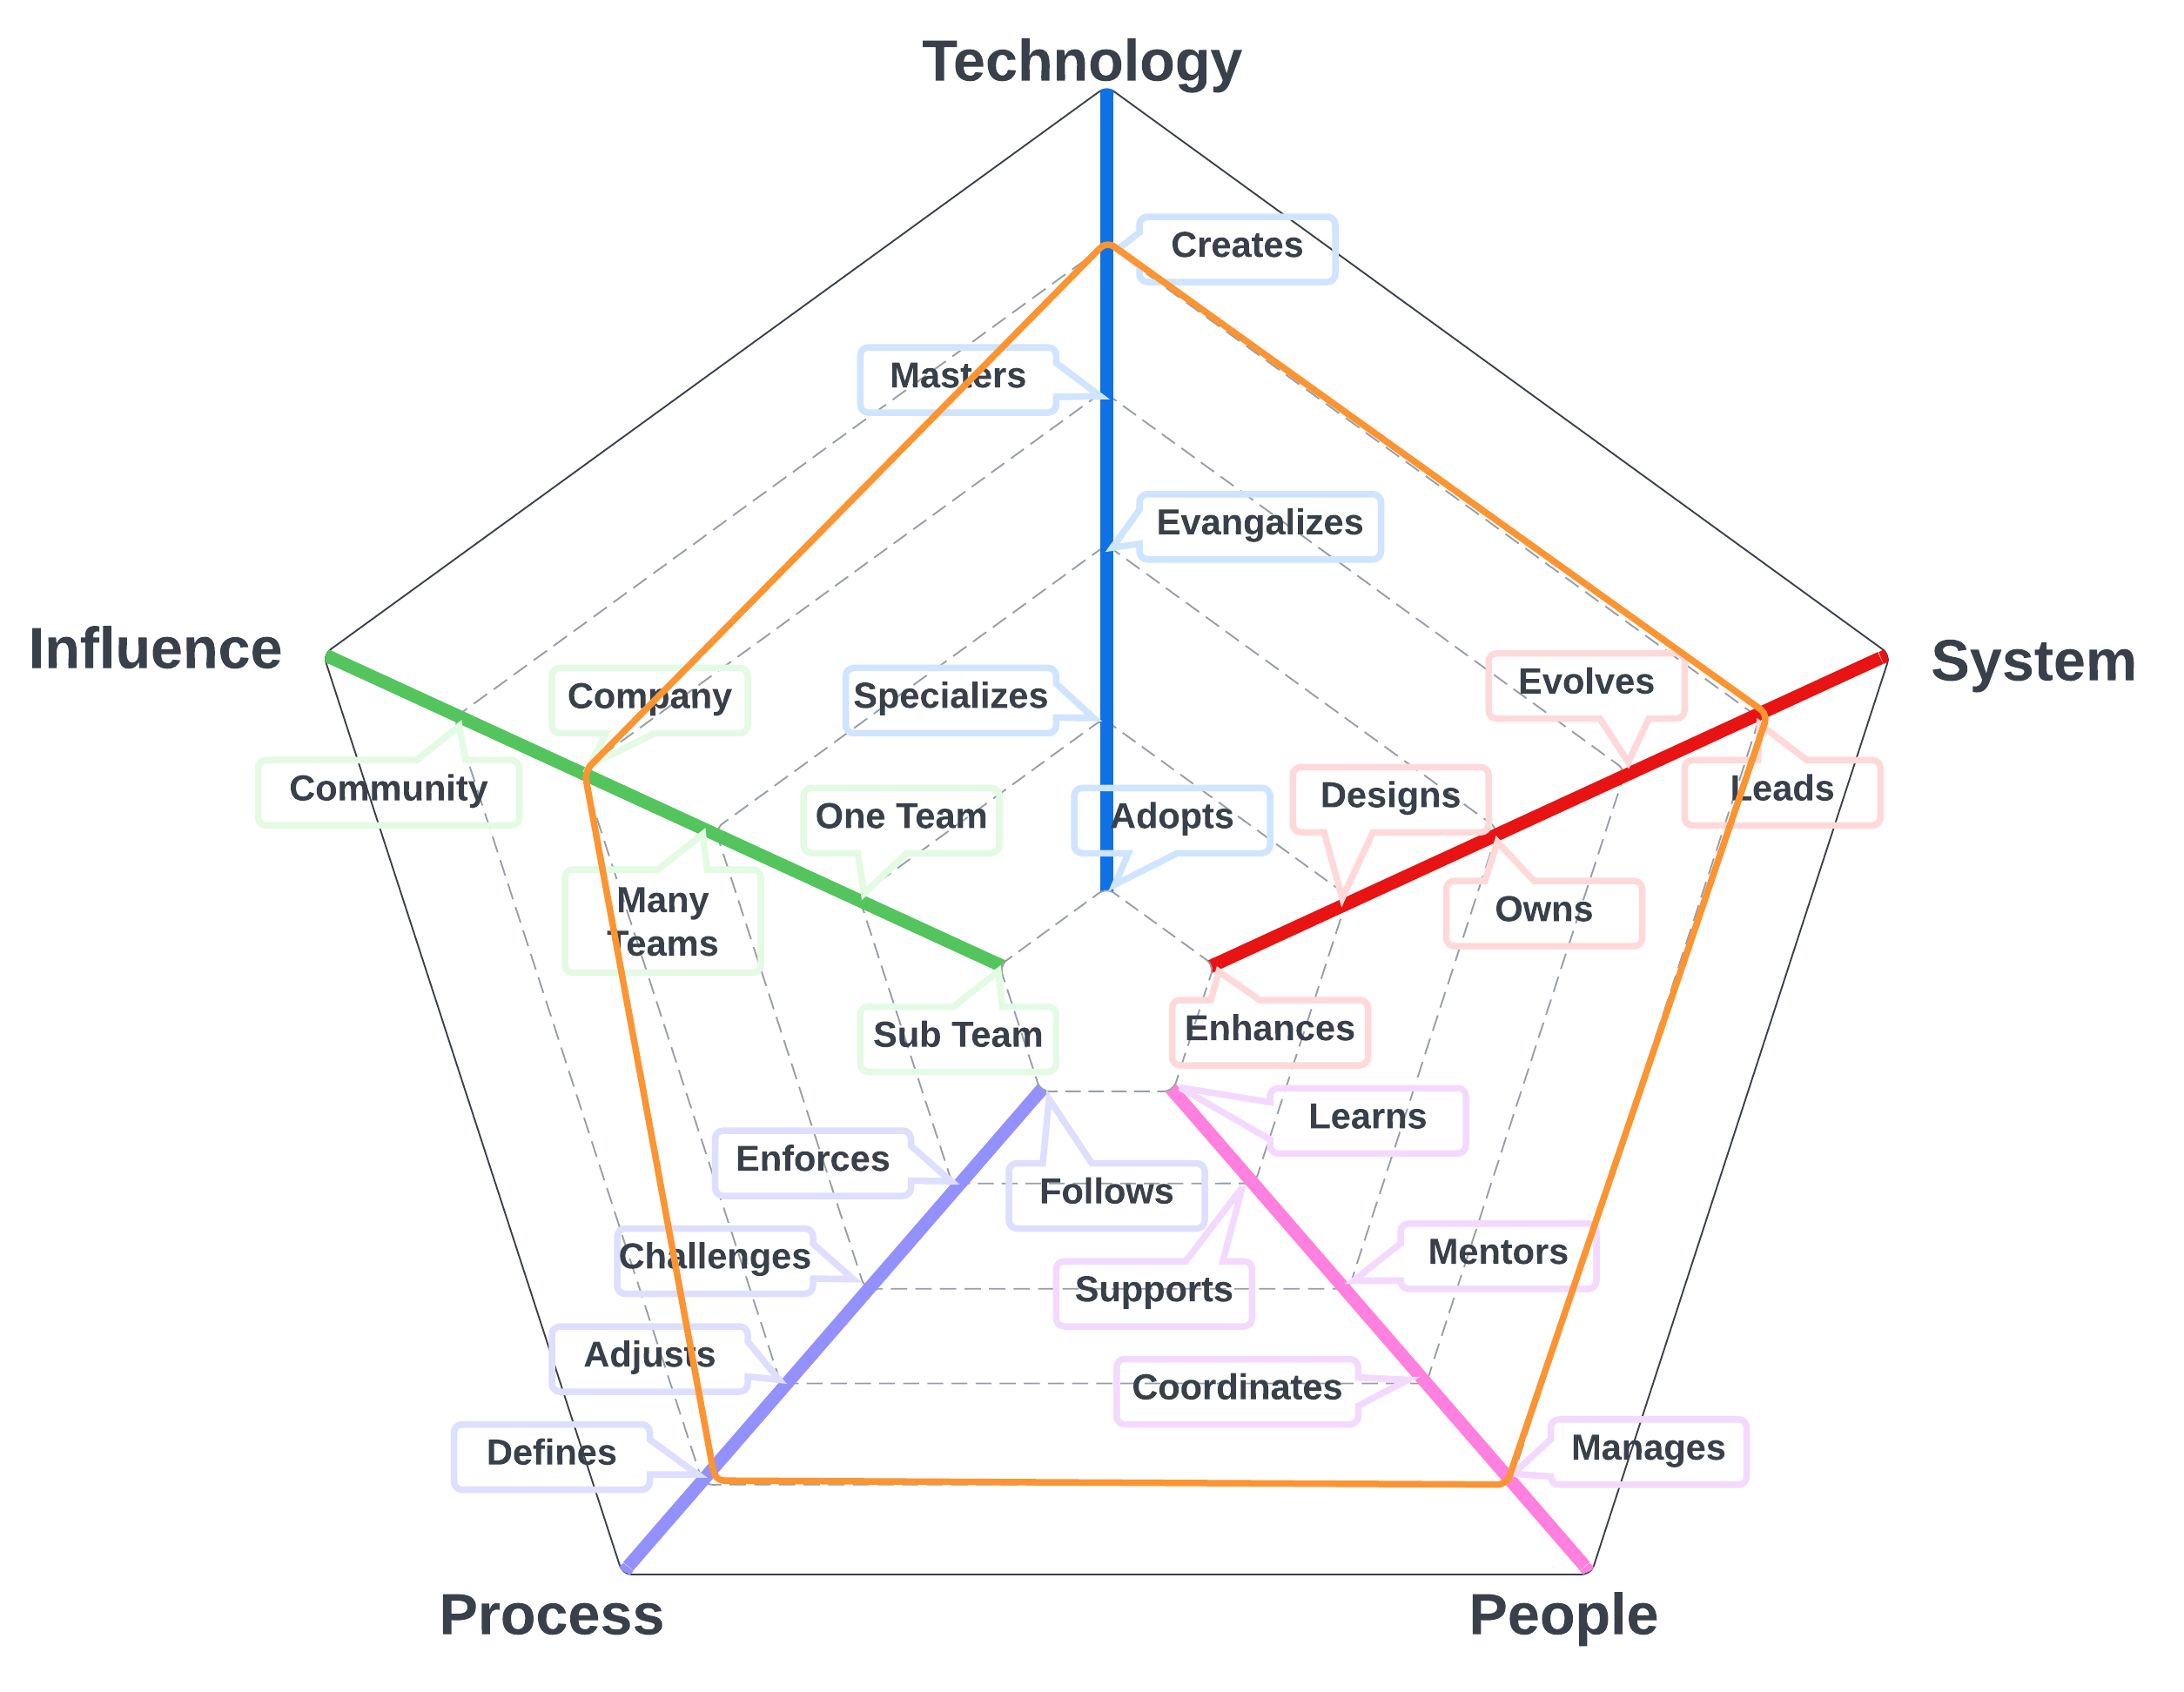 Technology
Creates
Masters
Evangalizes
Influence
System
Evolves
Company
Specializes
Community
One Team
Adopts
Designs
Leads
Many
Teams
Owns
Sub Team
Enhances
Learns
Enforces
Follows
Challenges
Supports
Mentors
Adjusts
Coordinates
Defines
Manages
Process
People